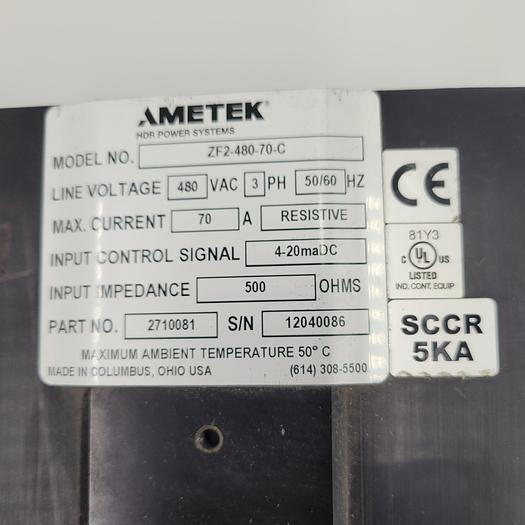 AMETEK®
HDR POWER SYSTEMS
MODEL NO. ZF2-480-70-C
LINE VOLTAGE 480 VAC 3 PH 50/60 HZ
MAX. CURRENT 70 A RESISTIVE
INPUT CONTROL SIGNAL 4-20maDC
INPUT IMPEDANCE 500 OHMS
PART NO. 2710081 S/N 12040086
MAXIMUM AMBIENT TEMPERATURE 50º C
MADE IN COLUMBUS, OHIO USA (614) 308-5500
CE
81Y3
C UL US
LISTED
IND. CONT. EQUIP
SCCR
5KA